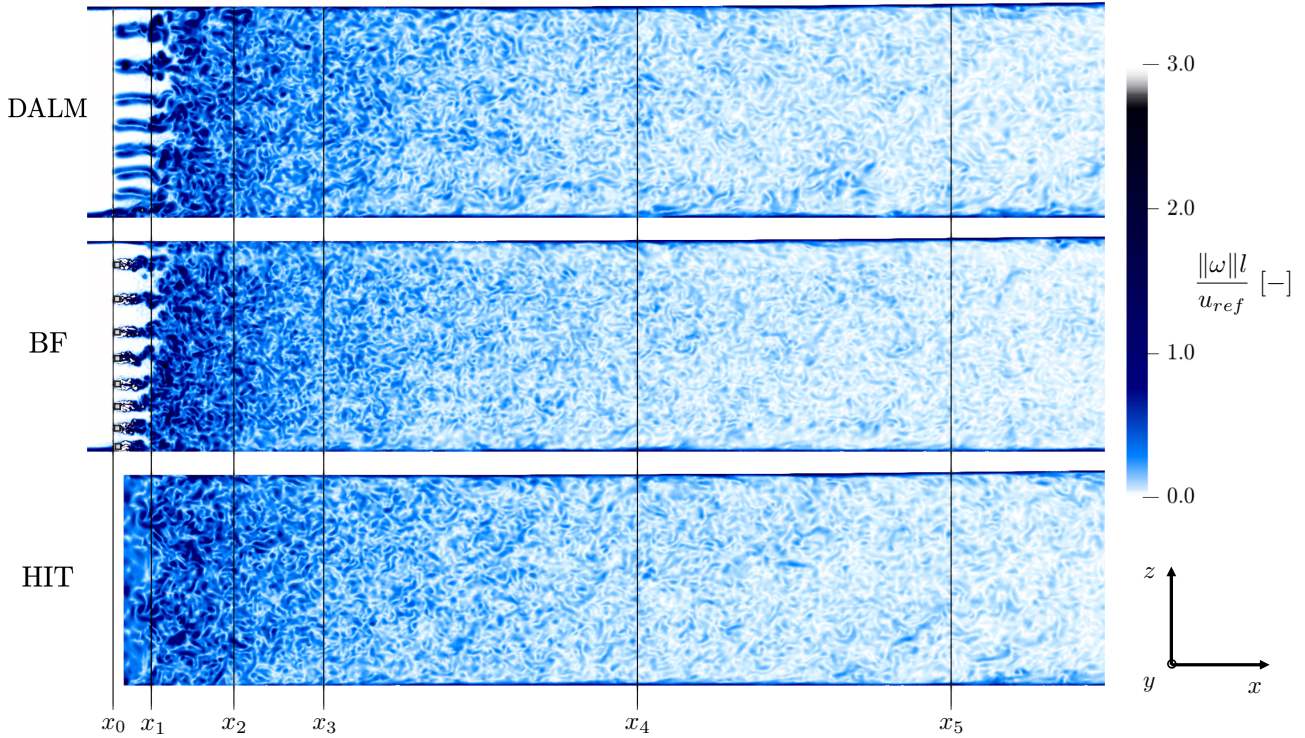 DALM
BF
HIT
3.0
2.0
1.0
0.0
‖ω‖l
u_ref [−]
z
y
x
x₀ x₁ x₂ x₃ x₄ x₅